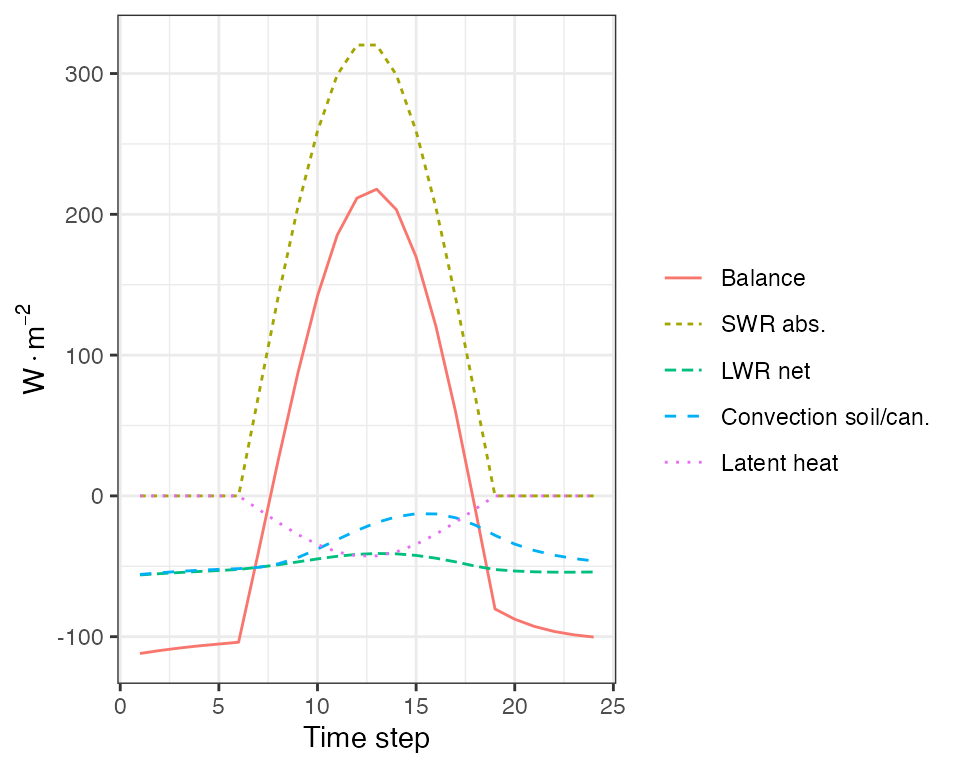 300
200
100
0
-100
W · m⁻²
0 5 10 15 20 25
Time step
Balance
SWR abs.
LWR net
Convection soil/can.
Latent heat